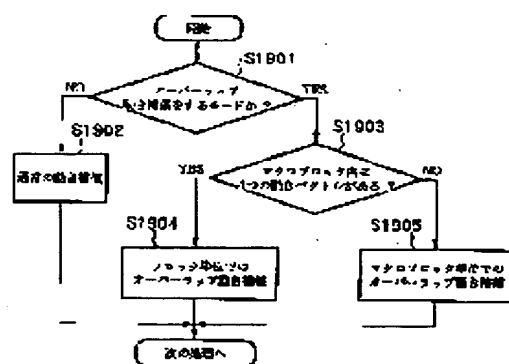 開始
S1901
オーバーラップ
動き補償をするモードか?
NO
YES
S1902
通常の動き補償
S1903
マクロブロック内に
4つの動きベクトルがある?
YES
NO
S1904
ブロック単位での
オーバーラップ動き補償
S1905
マクロブロック単位での
オーバーラップ動き補償
次の処理へ